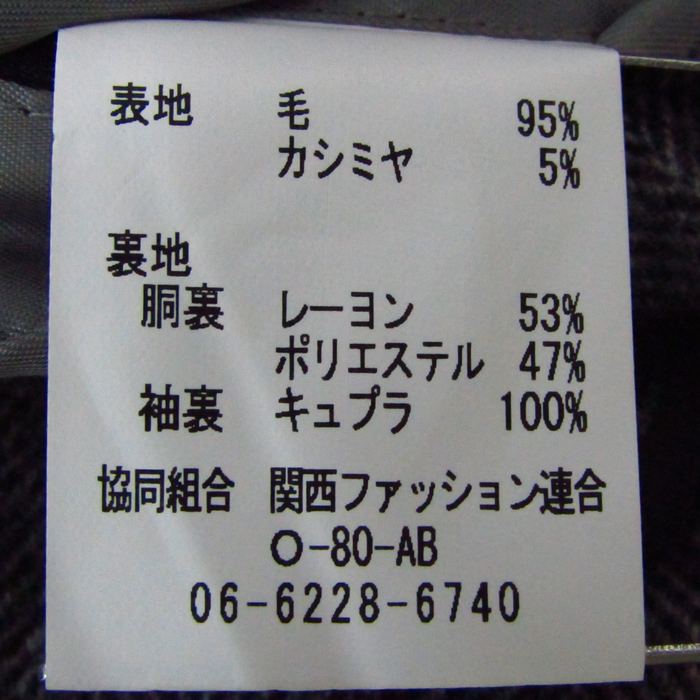 表地 毛 95%
カシミヤ 5%
裏地
胴裏 レーヨン 53%
ポリエステル 47%
袖裏 キュプラ 100%
協同組合 関西ファッション連合
O-80-AB
06-6228-6740